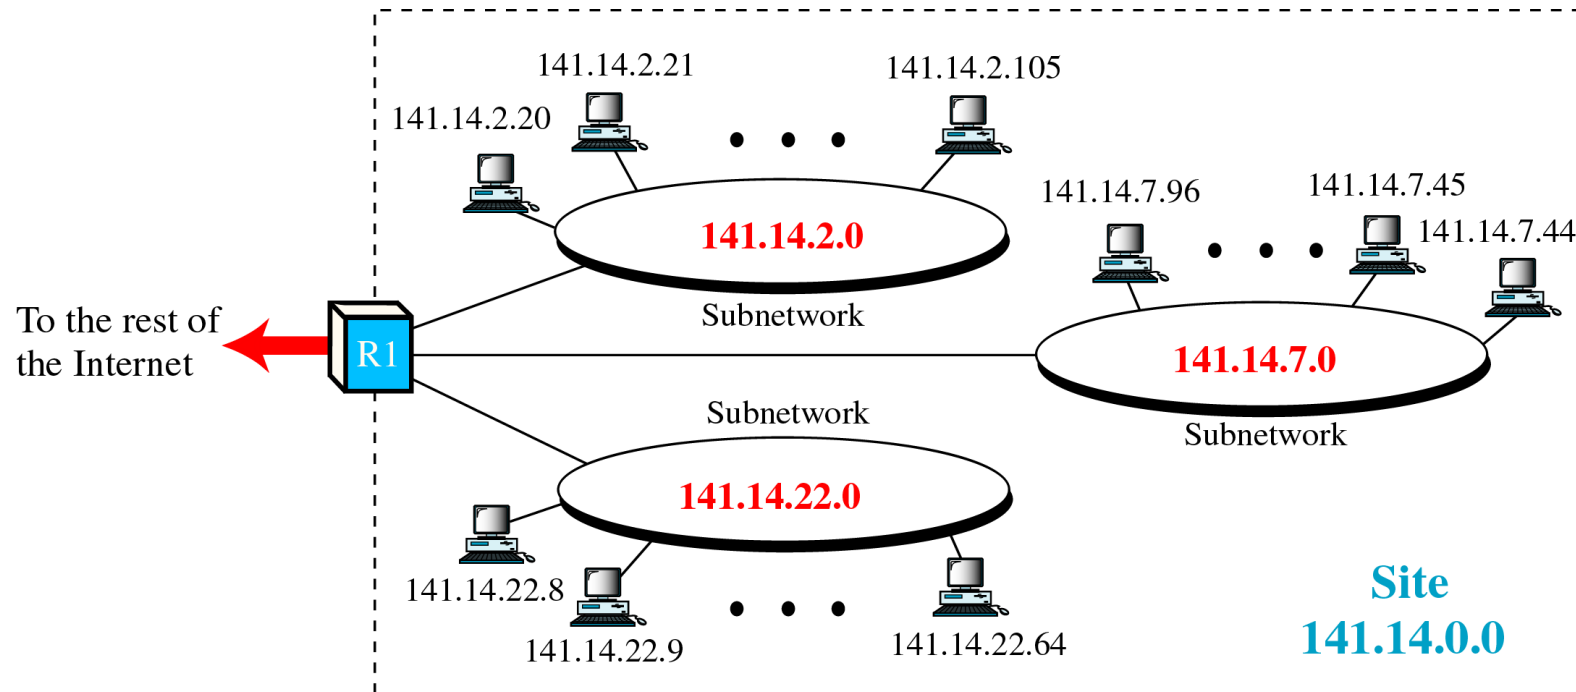 141.14.2.21
141.14.2.105
141.14.2.20
141.14.7.96
141.14.7.45
141.14.7.44
141.14.2.0
Subnetwork
To the rest of
the Internet
R1
141.14.7.0
Subnetwork
Subnetwork
141.14.22.0
141.14.22.8
141.14.22.9
141.14.22.64
Site
141.14.0.0